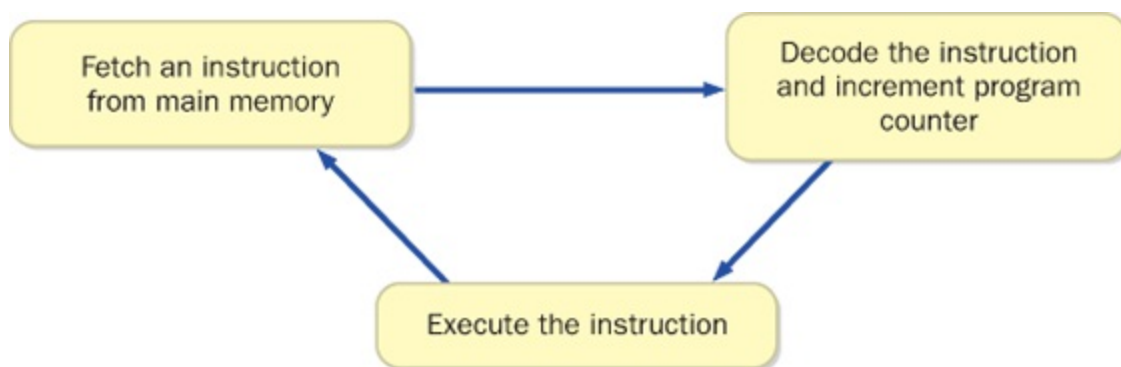 Fetch an instruction
from main memory
Decode the instruction
and increment program
counter
Execute the instruction